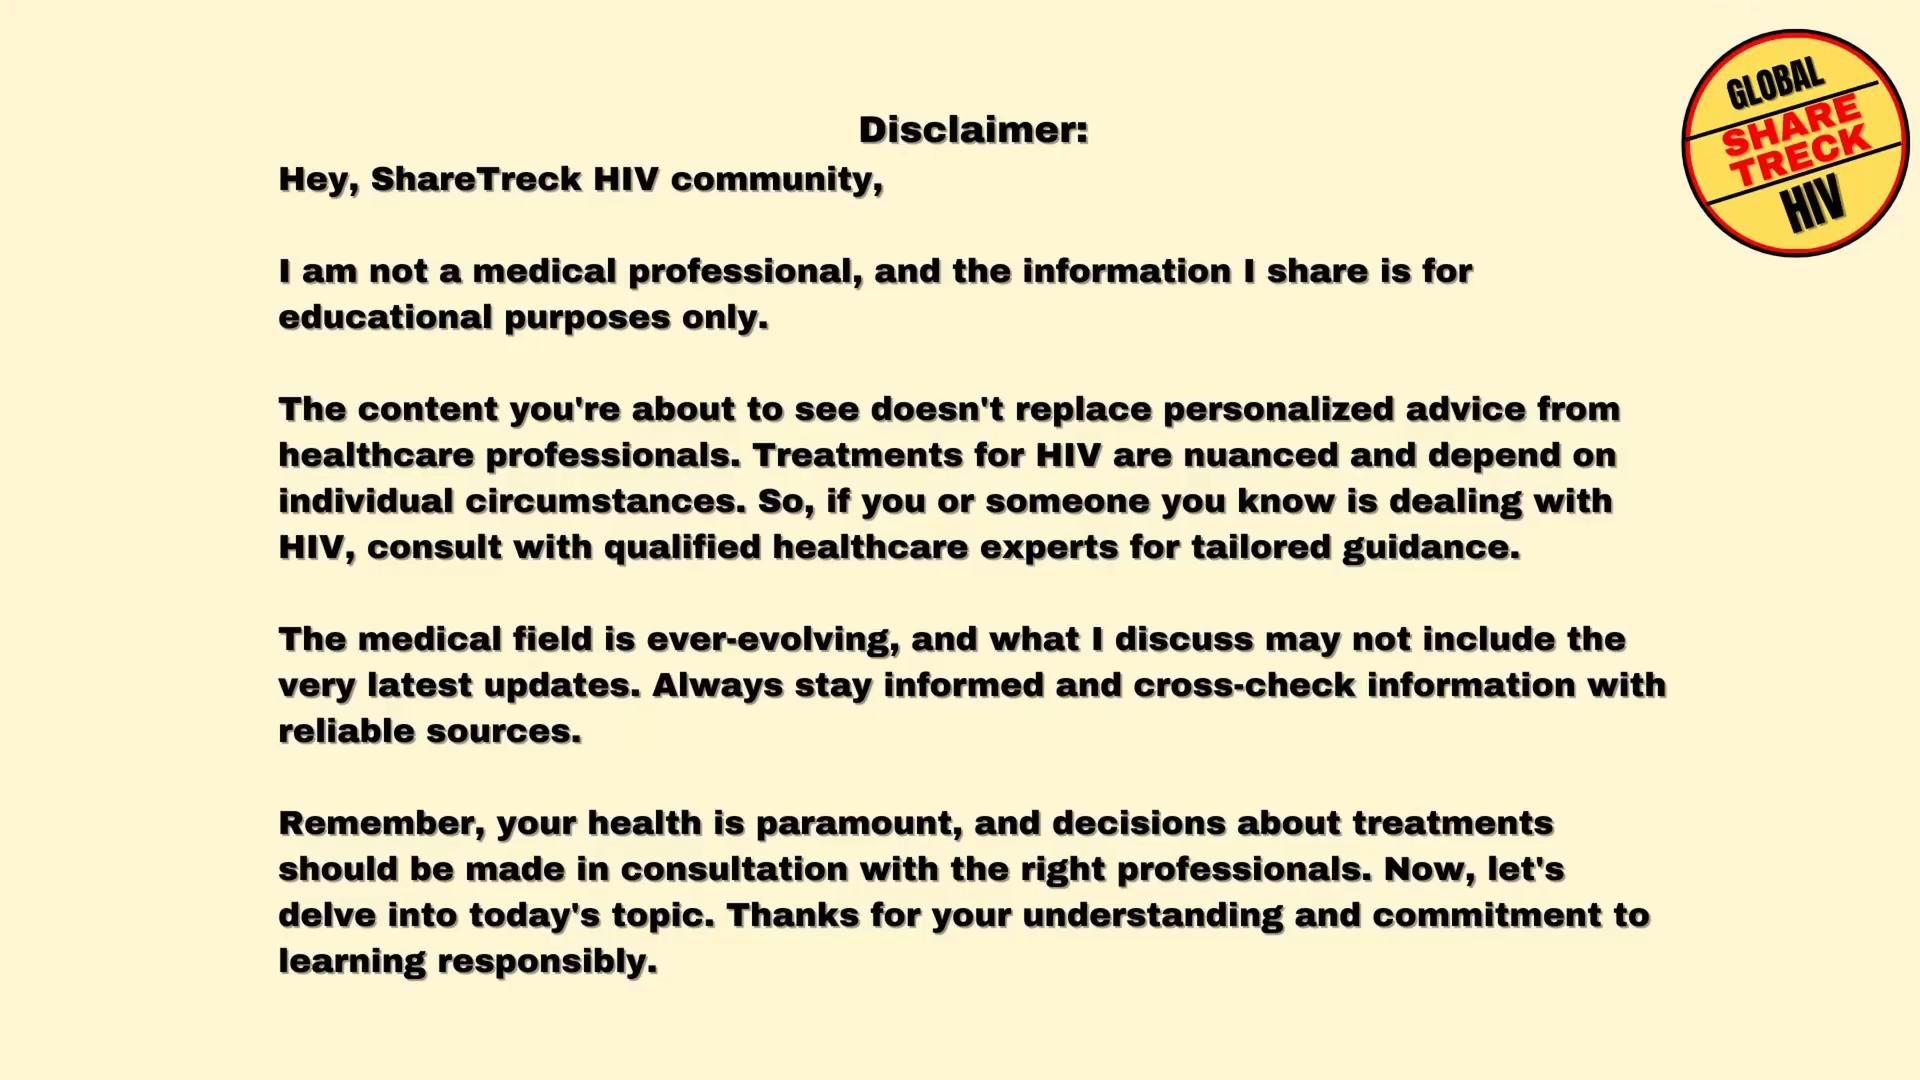 GLOBAL
SHARE
TRECK
HIV
Disclaimer:
Hey, ShareTreck HIV community,
I am not a medical professional, and the information I share is for
educational purposes only.
The content you're about to see doesn't replace personalized advice from
healthcare professionals. Treatments for HIV are nuanced and depend on
individual circumstances. So, if you or someone you know is dealing with
HIV, consult with qualified healthcare experts for tailored guidance.
The medical field is ever-evolving, and what I discuss may not include the
very latest updates. Always stay informed and cross-check information with
reliable sources.
Remember, your health is paramount, and decisions about treatments
should be made in consultation with the right professionals. Now, let's
delve into today's topic. Thanks for your understanding and commitment to
learning responsibly.